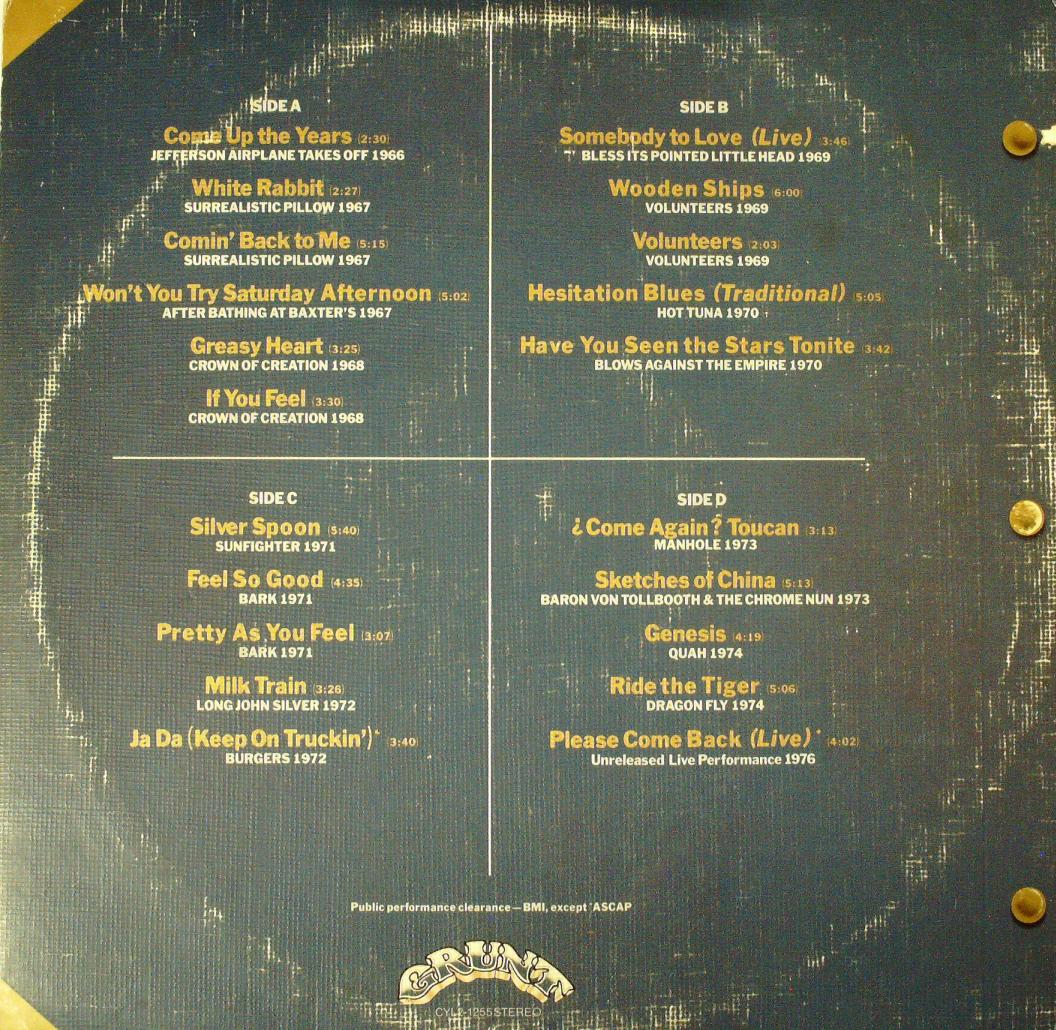 SIDE A
Come Up the Years (2:30)
JEFFERSON AIRPLANE TAKES OFF 1966
White Rabbit (2:27)
SURREALISTIC PILLOW 1967
Comin' Back to Me (5:15)
SURREALISTIC PILLOW 1967
Won't You Try Saturday Afternoon (5:02)
AFTER BATHING AT BAXTER'S 1967
Greasy Heart (3:25)
CROWN OF CREATION 1968
If You Feel (3:30)
CROWN OF CREATION 1968
SIDE B
Somebody to Love (Live) (3:46)
BLESS ITS POINTED LITTLE HEAD 1969
Wooden Ships (6:00)
VOLUNTEERS 1969
Volunteers (2:03)
VOLUNTEERS 1969
Hesitation Blues (Traditional) (5:05)
HOT TUNA 1970
Have You Seen the Stars Tonite (3:42)
BLOWS AGAINST THE EMPIRE 1970
SIDE C
Silver Spoon (5:40)
SUNFIGHTER 1971
Feel So Good (4:35)
BARK 1971
Pretty As You Feel (3:07)
BARK 1971
Milk Train (3:26)
LONG JOHN SILVER 1972
Ja Da (Keep On Truckin')* (3:40)
BURGERS 1972
SIDE D
¿Come Again? Toucan (3:13)
MANHOLE 1973
Sketches of China (5:13)
BARON VON TOLLBOOTH & THE CHROME NUN 1973
Genesis (4:19)
QUAH 1974
Ride the Tiger (5:06)
DRAGON FLY 1974
Please Come Back (Live)* (4:02)
Unreleased Live Performance 1976
Public performance clearance—BMI, except *ASCAP
GRUNT
CYL2-1255 STEREO